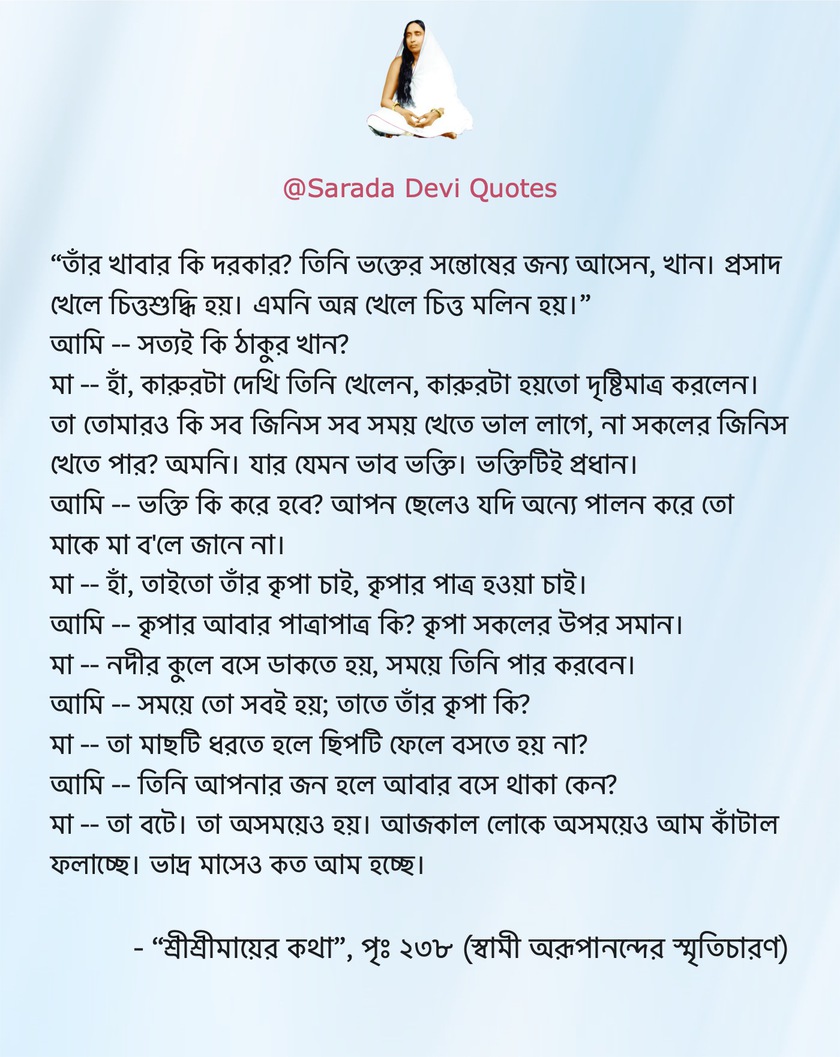 @Sarada Devi Quotes
“তাঁর খাবার কি দরকার? তিনি ভক্তের সন্তোষের জন্য আসেন, খান। প্রসাদ
খেলে চিত্তশুদ্ধি হয়। এমনি অন্ন খেলে চিত্ত মলিন হয়।”
আমি -- সত্যই কি ঠাকুর খান?
মা -- হাঁ, কারুরটা দেখি তিনি খেলেন, কারুরটা হয়তো দৃষ্টিমাত্র করলেন।
তা তোমারও কি সব জিনিস সব সময় খেতে ভাল লাগে, না সকলের জিনিস
খেতে পার? অমনি। যার যেমন ভাব ভক্তি। ভক্তিটিই প্রধান।
আমি -- ভক্তি কি করে হবে? আপন ছেলেও যদি অন্যে পালন করে তো
মাকে মা ব'লে জানে না।
মা -- হাঁ, তাইতো তাঁর কৃপা চাই, কৃপার পাত্র হওয়া চাই।
আমি -- কৃপার আবার পাত্রাপাত্র কি? কৃপা সকলের উপর সমান।
মা -- নদীর কুলে বসে ডাকতে হয়, সময়ে তিনি পার করবেন।
আমি -- সময়ে তো সবই হয়; তাতে তাঁর কৃপা কি?
মা -- তা মাছটি ধরতে হলে ছিপটি ফেলে বসতে হয় না?
আমি -- তিনি আপনার জন হলে আবার বসে থাকা কেন?
মা -- তা বটে। তা অসময়েও হয়। আজকাল লোকে অসময়েও আম কাঁটাল
ফলাচ্ছে। ভাদ্র মাসেও কত আম হচ্ছে।
- “শ্রীশ্রীমায়ের কথা”, পৃঃ ২৩৮ (স্বামী অরূপানন্দের স্মৃতিচারণ)